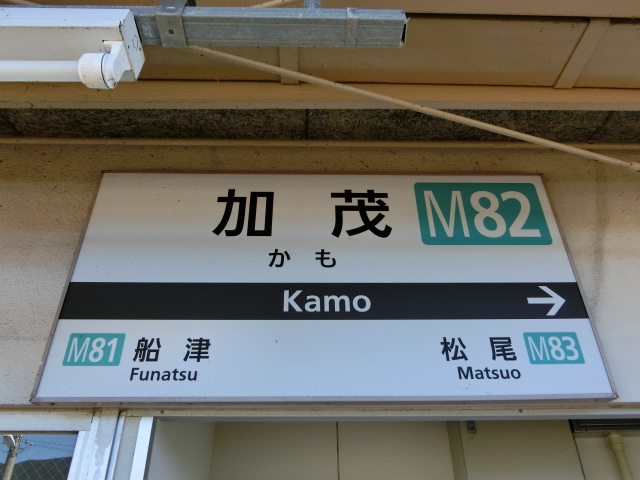 加茂 M82
かも
Kamo →
M81 船津 松尾 M83
Funatsu Matsuo